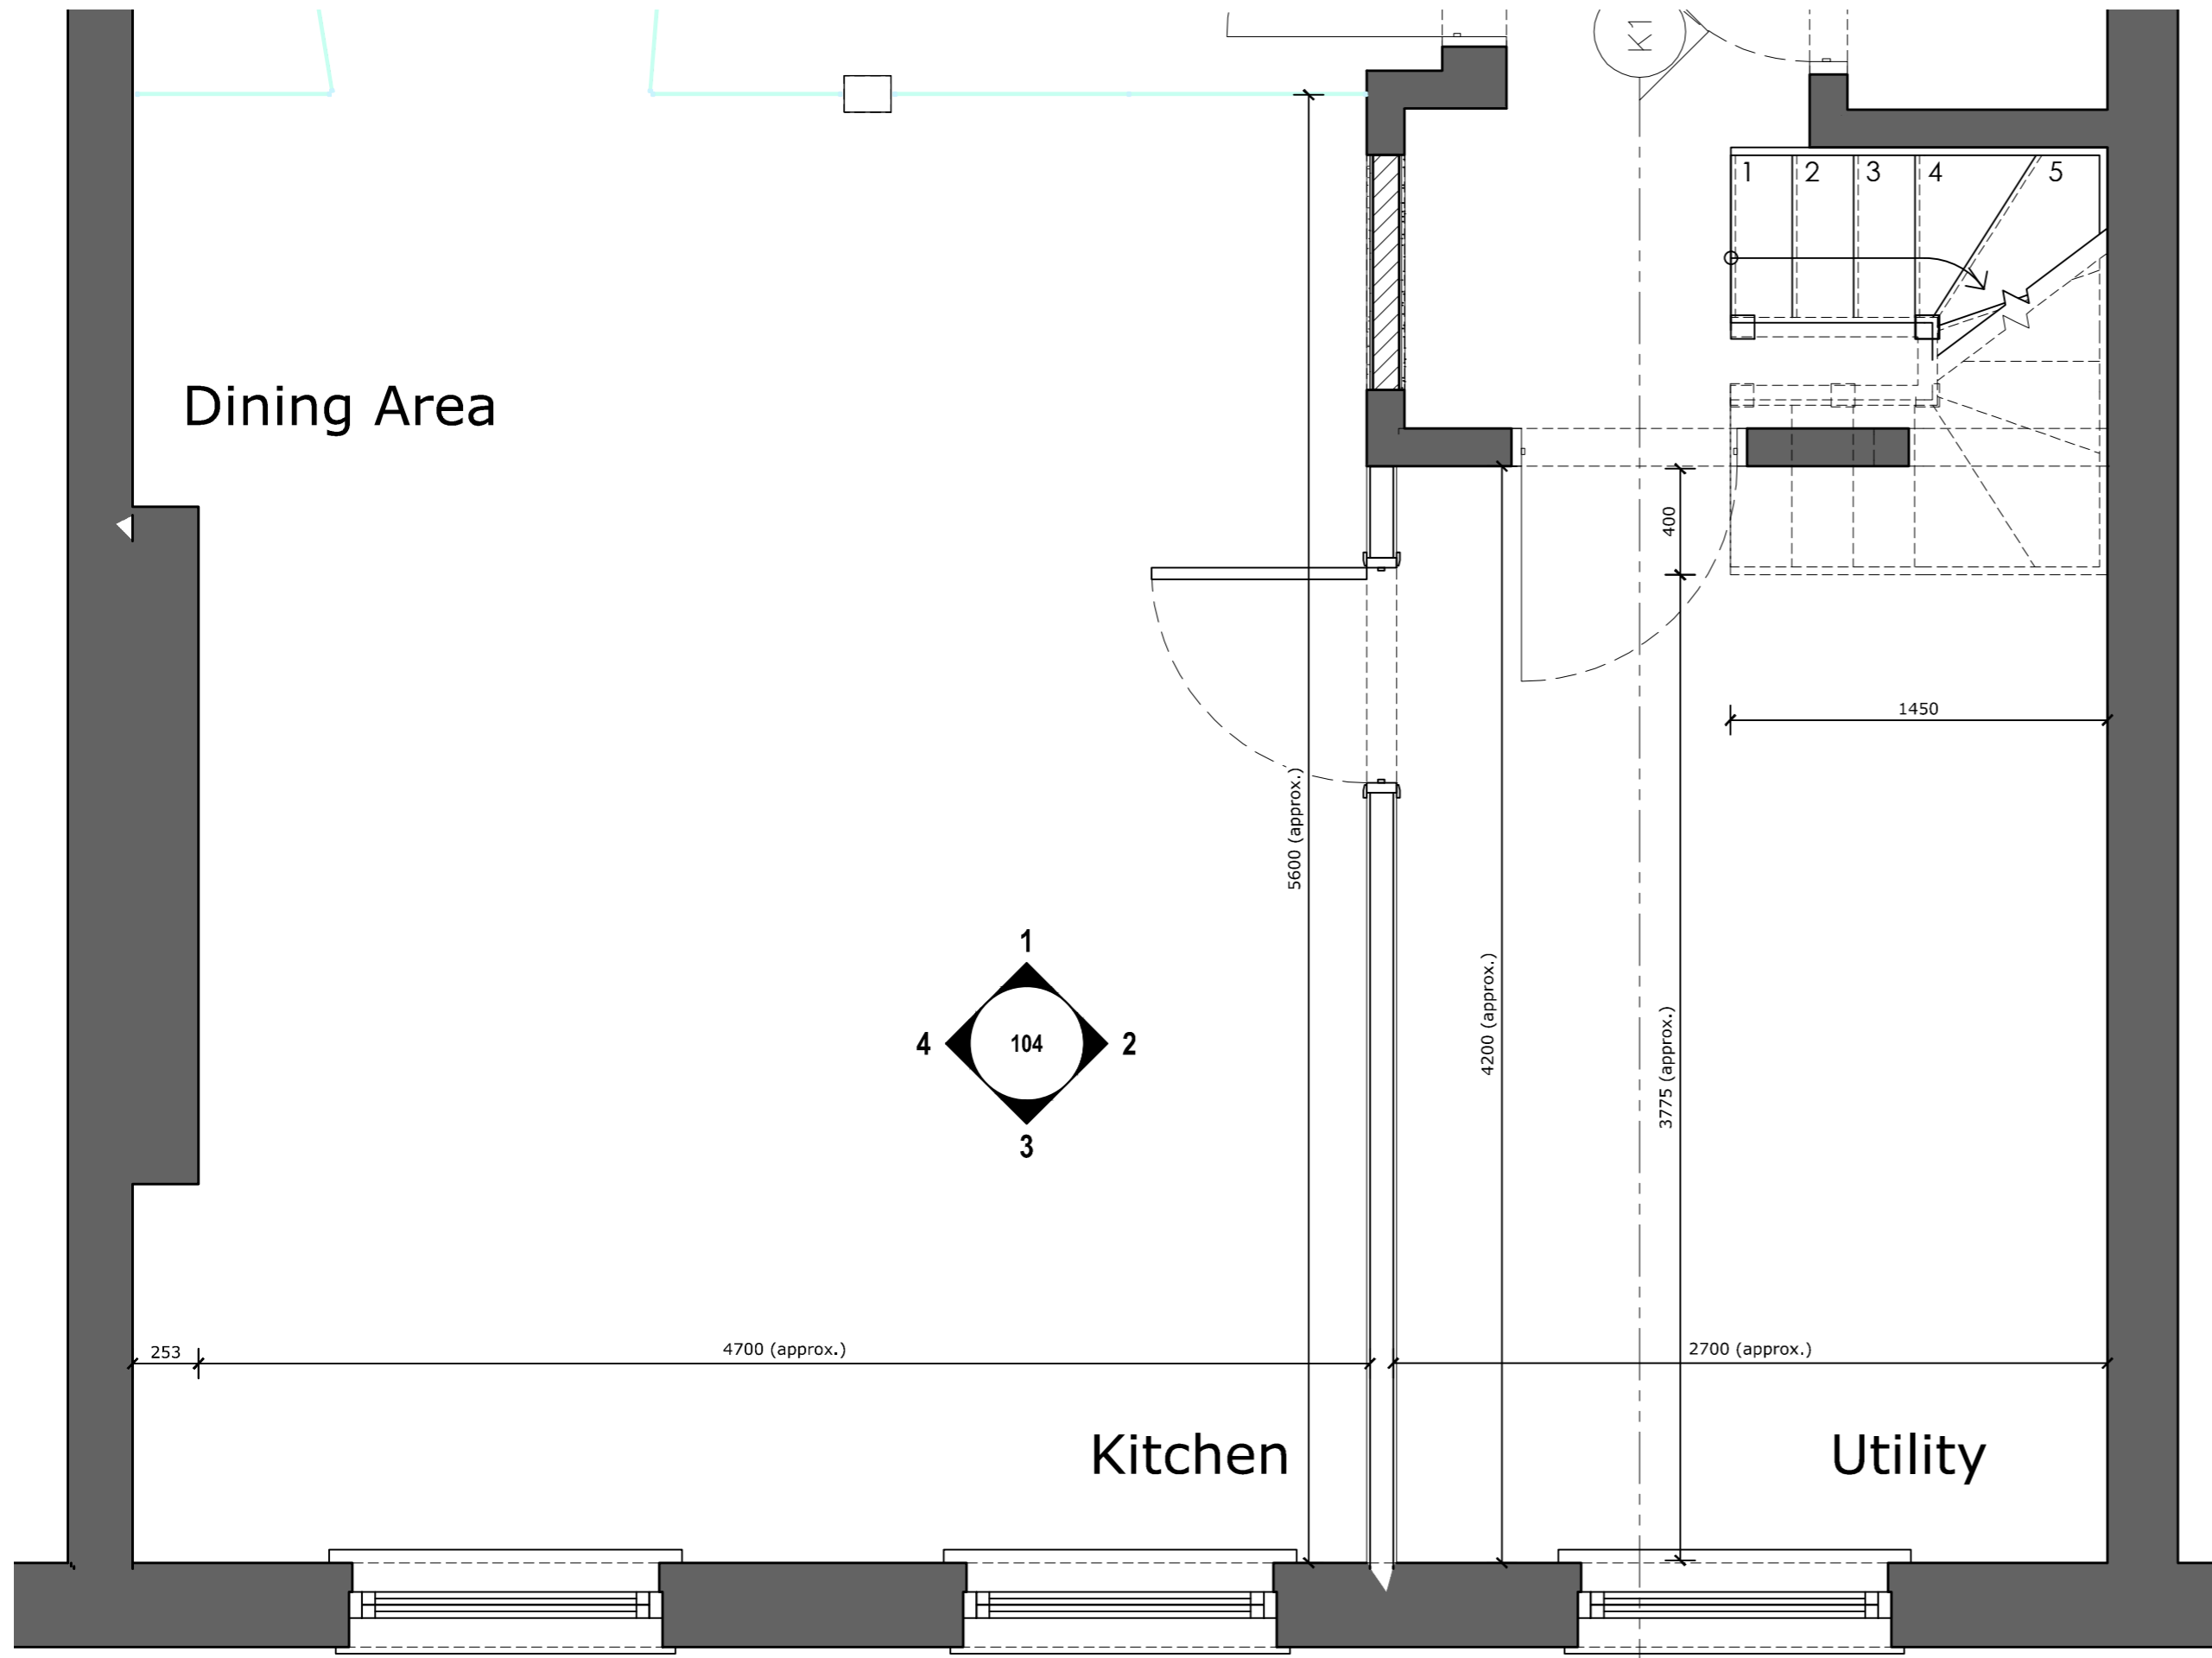 K1
1 2 3 4 5
Dining Area
400
1450
5600 (approx.)
1
4 104 2
3
4200 (approx.)
3775 (approx.)
253
4700 (approx.)
2700 (approx.)
Kitchen
Utility